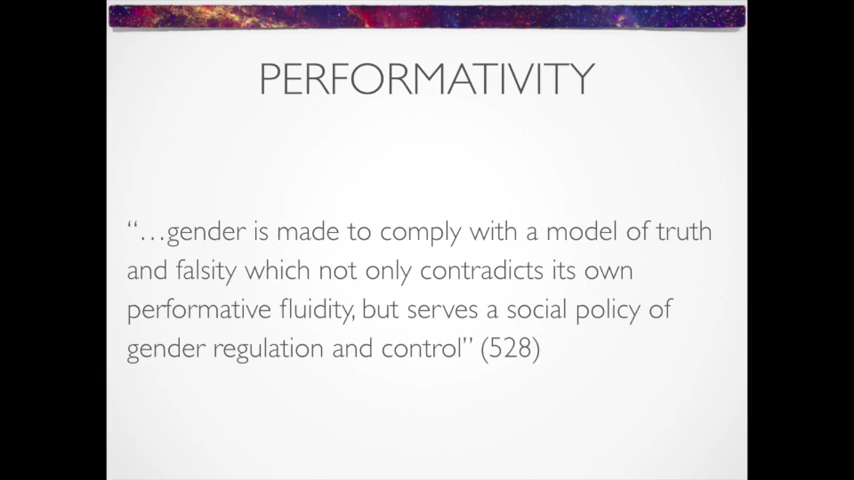 PERFORMATIVITY
“…gender is made to comply with a model of truth
and falsity which not only contradicts its own
performative fluidity, but serves a social policy of
gender regulation and control” (528)